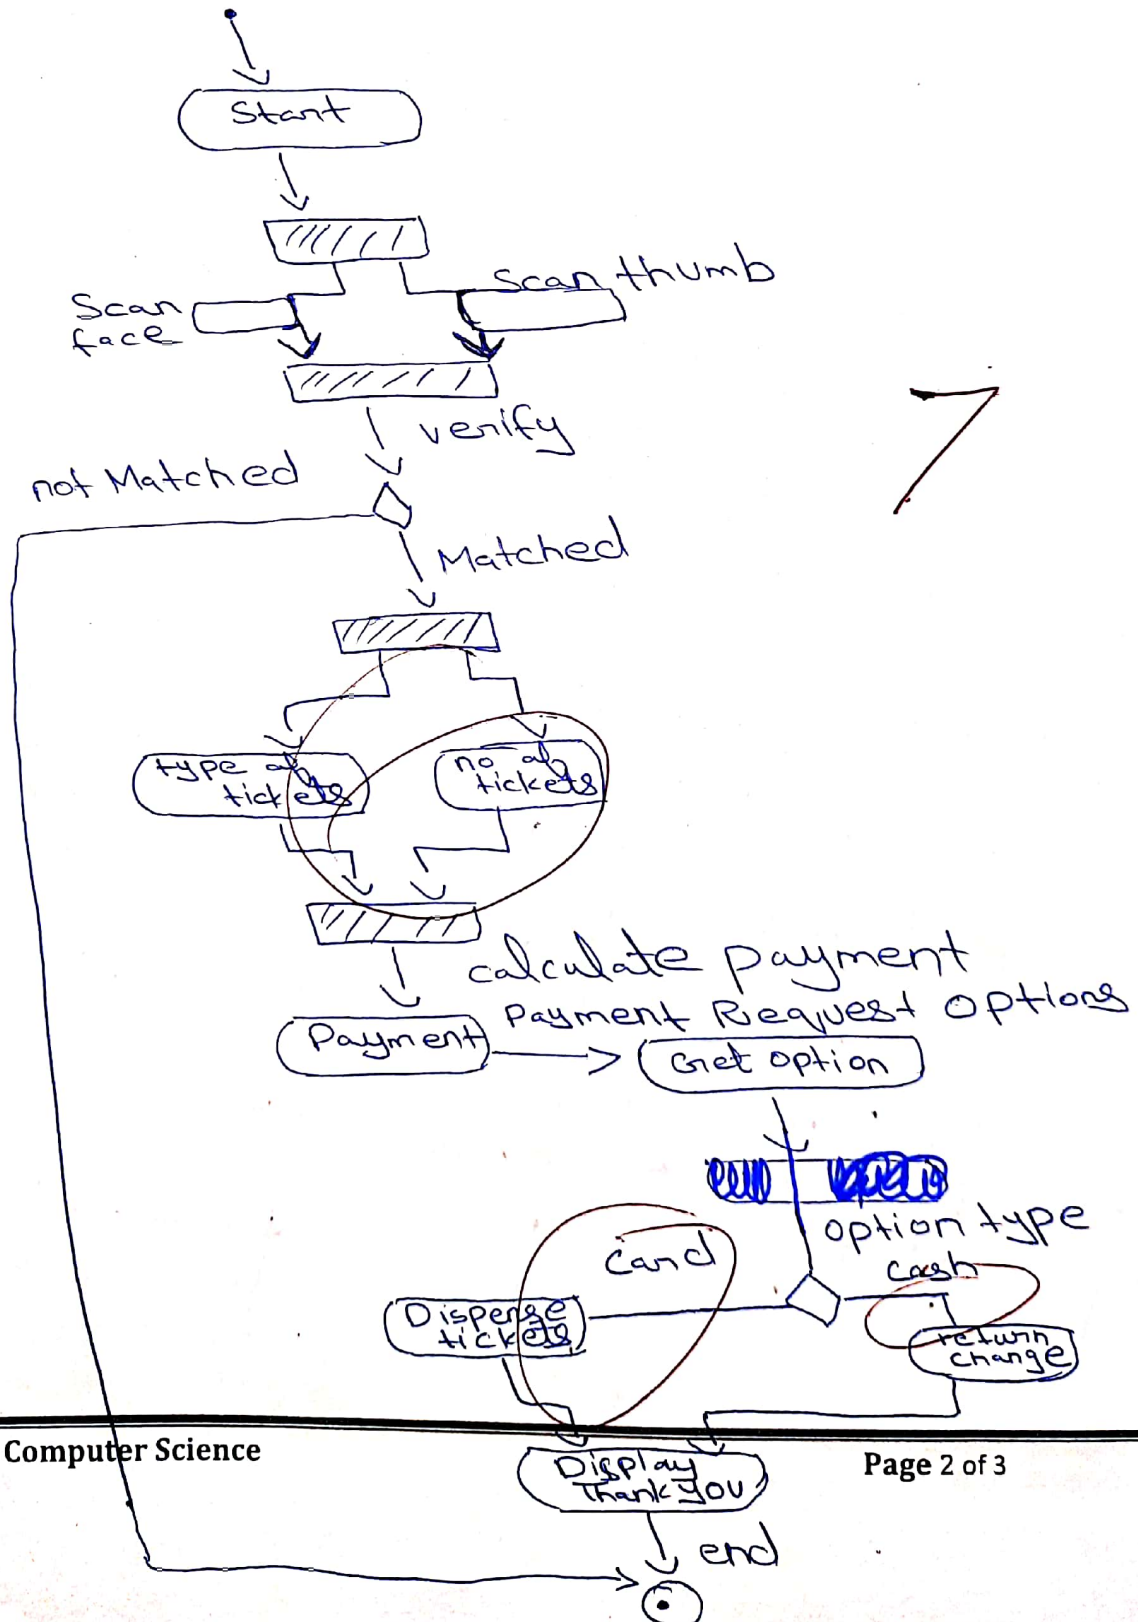 Start
Scan thumb
Scan
face
verify
not Matched
Matched
type of
tickets
no of
tickets
calculate payment
Payment Request Options
Payment
Get option
option type
Card
Cash
Dispense
tickets
return
change
Computer Science
Page 2 of 3
Display
Thank you
end
7